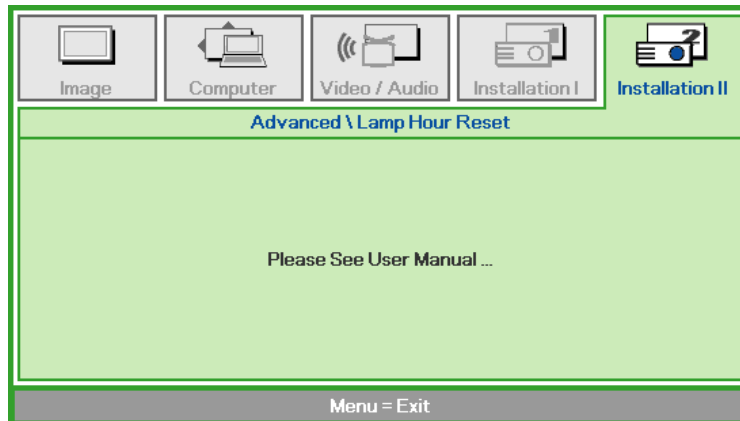 Image
Computer
Video / Audio
Installation I
Installation II
Advanced \ Lamp Hour Reset
Please See User Manual ...
Menu = Exit